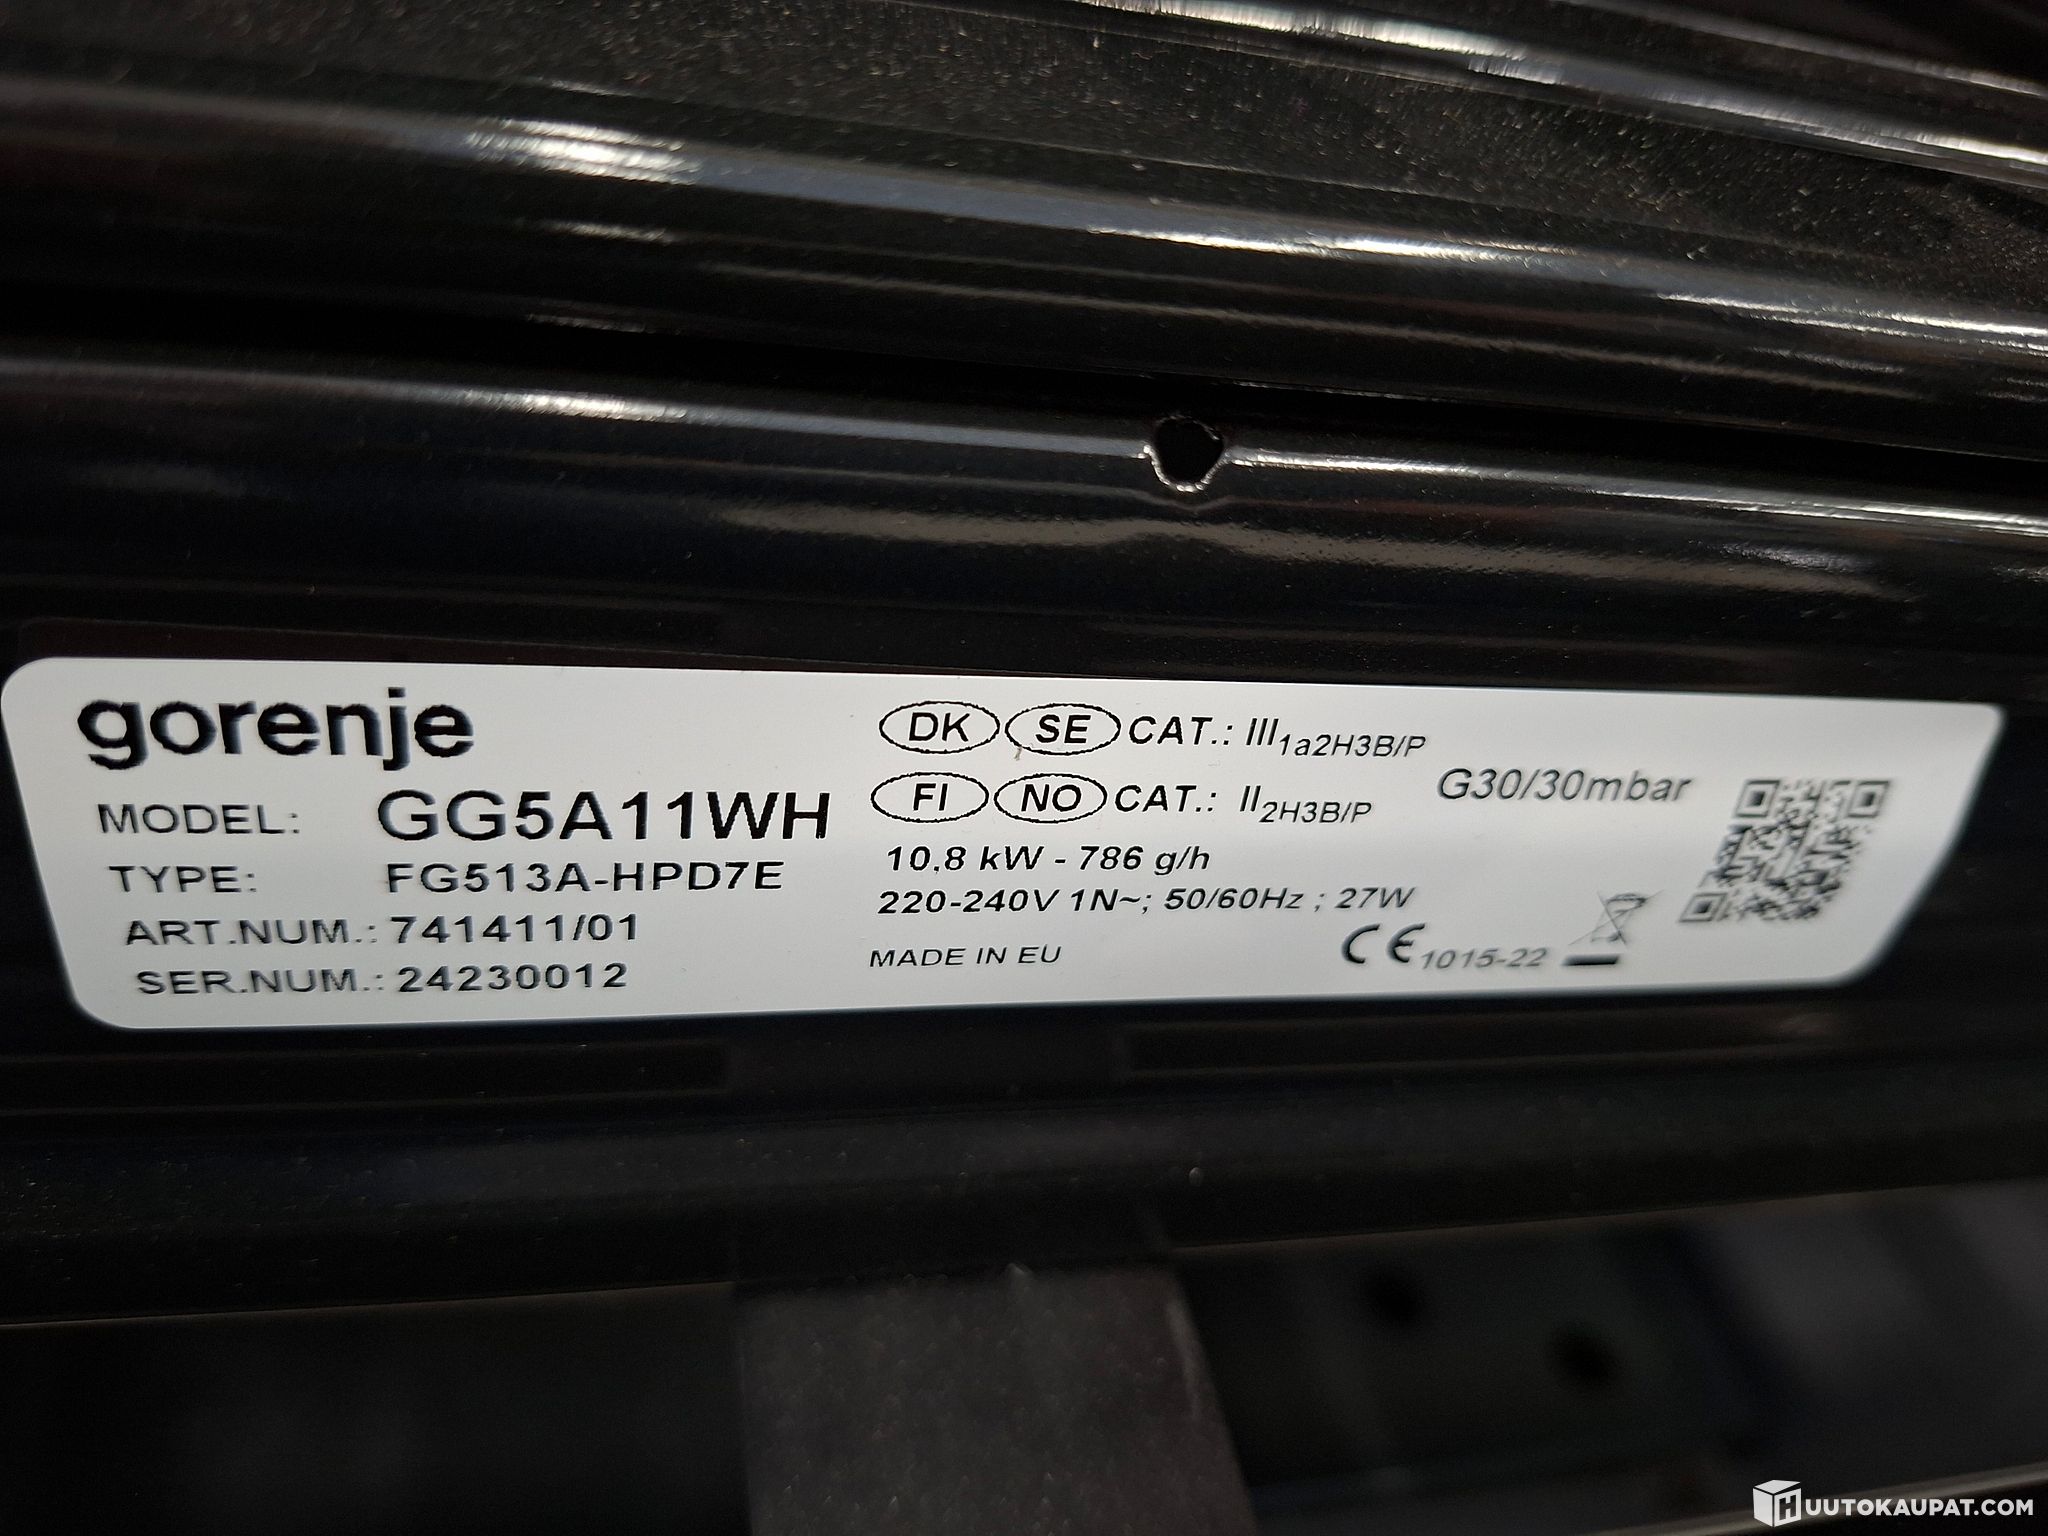 gorenje
MODEL: GG5A11WH
TYPE: FG513A-HPD7E
ART.NUM.: 741411/01
SER.NUM.: 24230012
DK SE CAT.: III1a2H3B/P
FI NO CAT.: II2H3B/P
G30/30mbar
10.8 kW - 786 g/h
220-240V 1N~; 50/60Hz ; 27W
MADE IN EU
CE 1015-22
HUUTOKAUPAT.COM